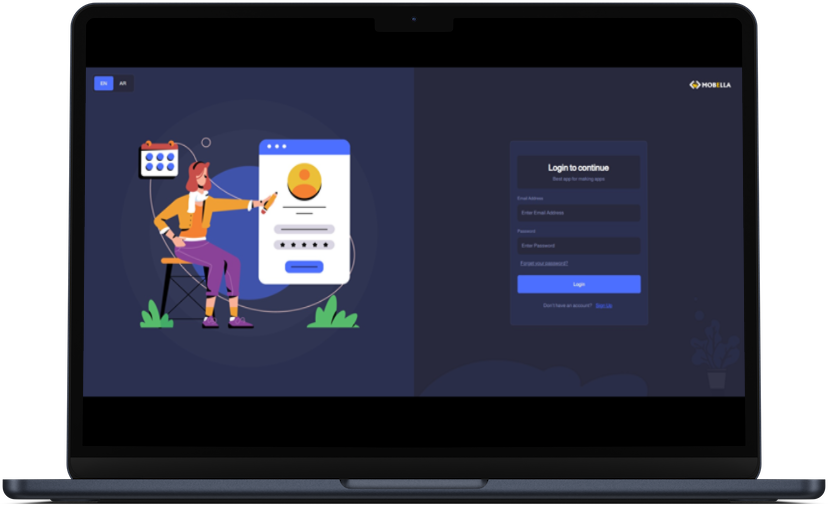 EN AR
MOBELLA
Login to continue
Best app for making apps.
Email Address
Enter Email Address
Password
Enter Password
Forgot your password?
Login
Don't have an account? Sign Up